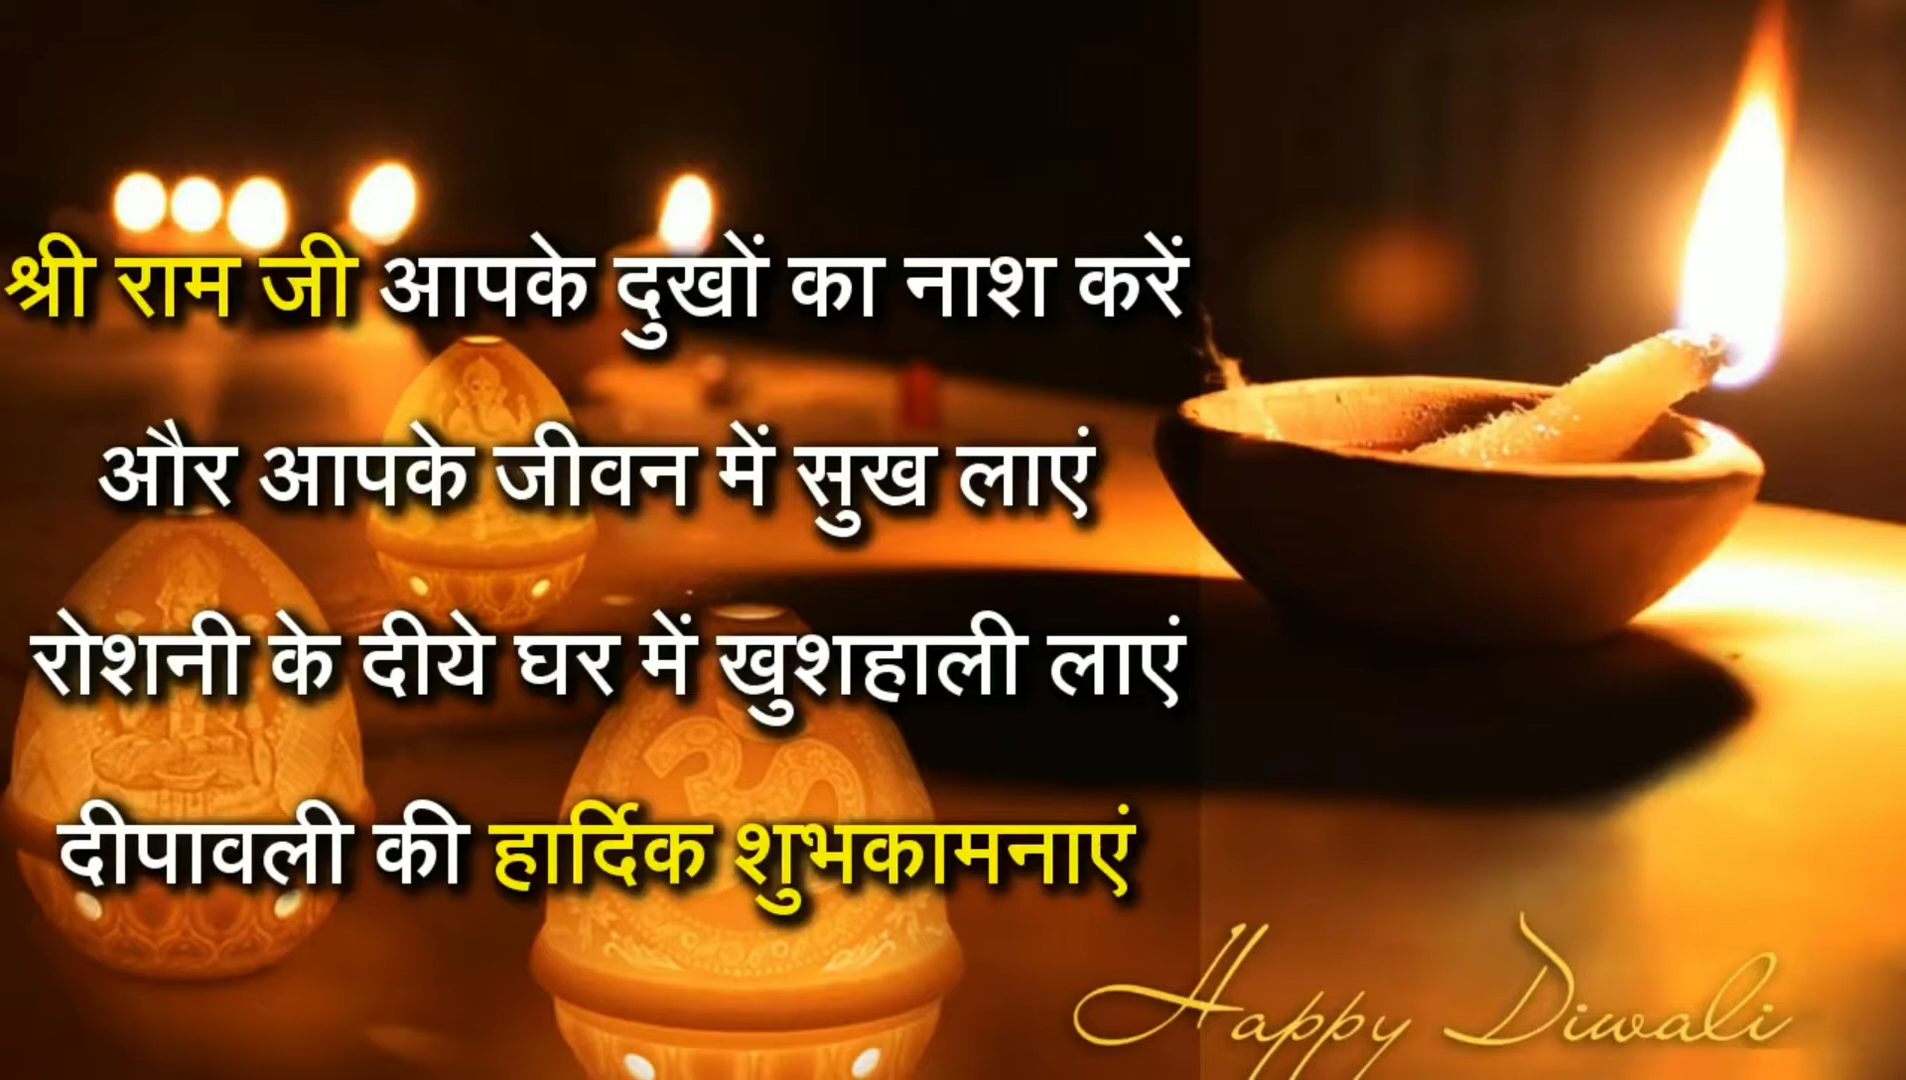 श्री राम जी आपके दुखों का नाश करें
और आपके जीवन में सुख लाएं
रोशनी के दीये घर में खुशहाली लाएं
दीपावली की हार्दिक शुभकामनाएं
Happy Diwali